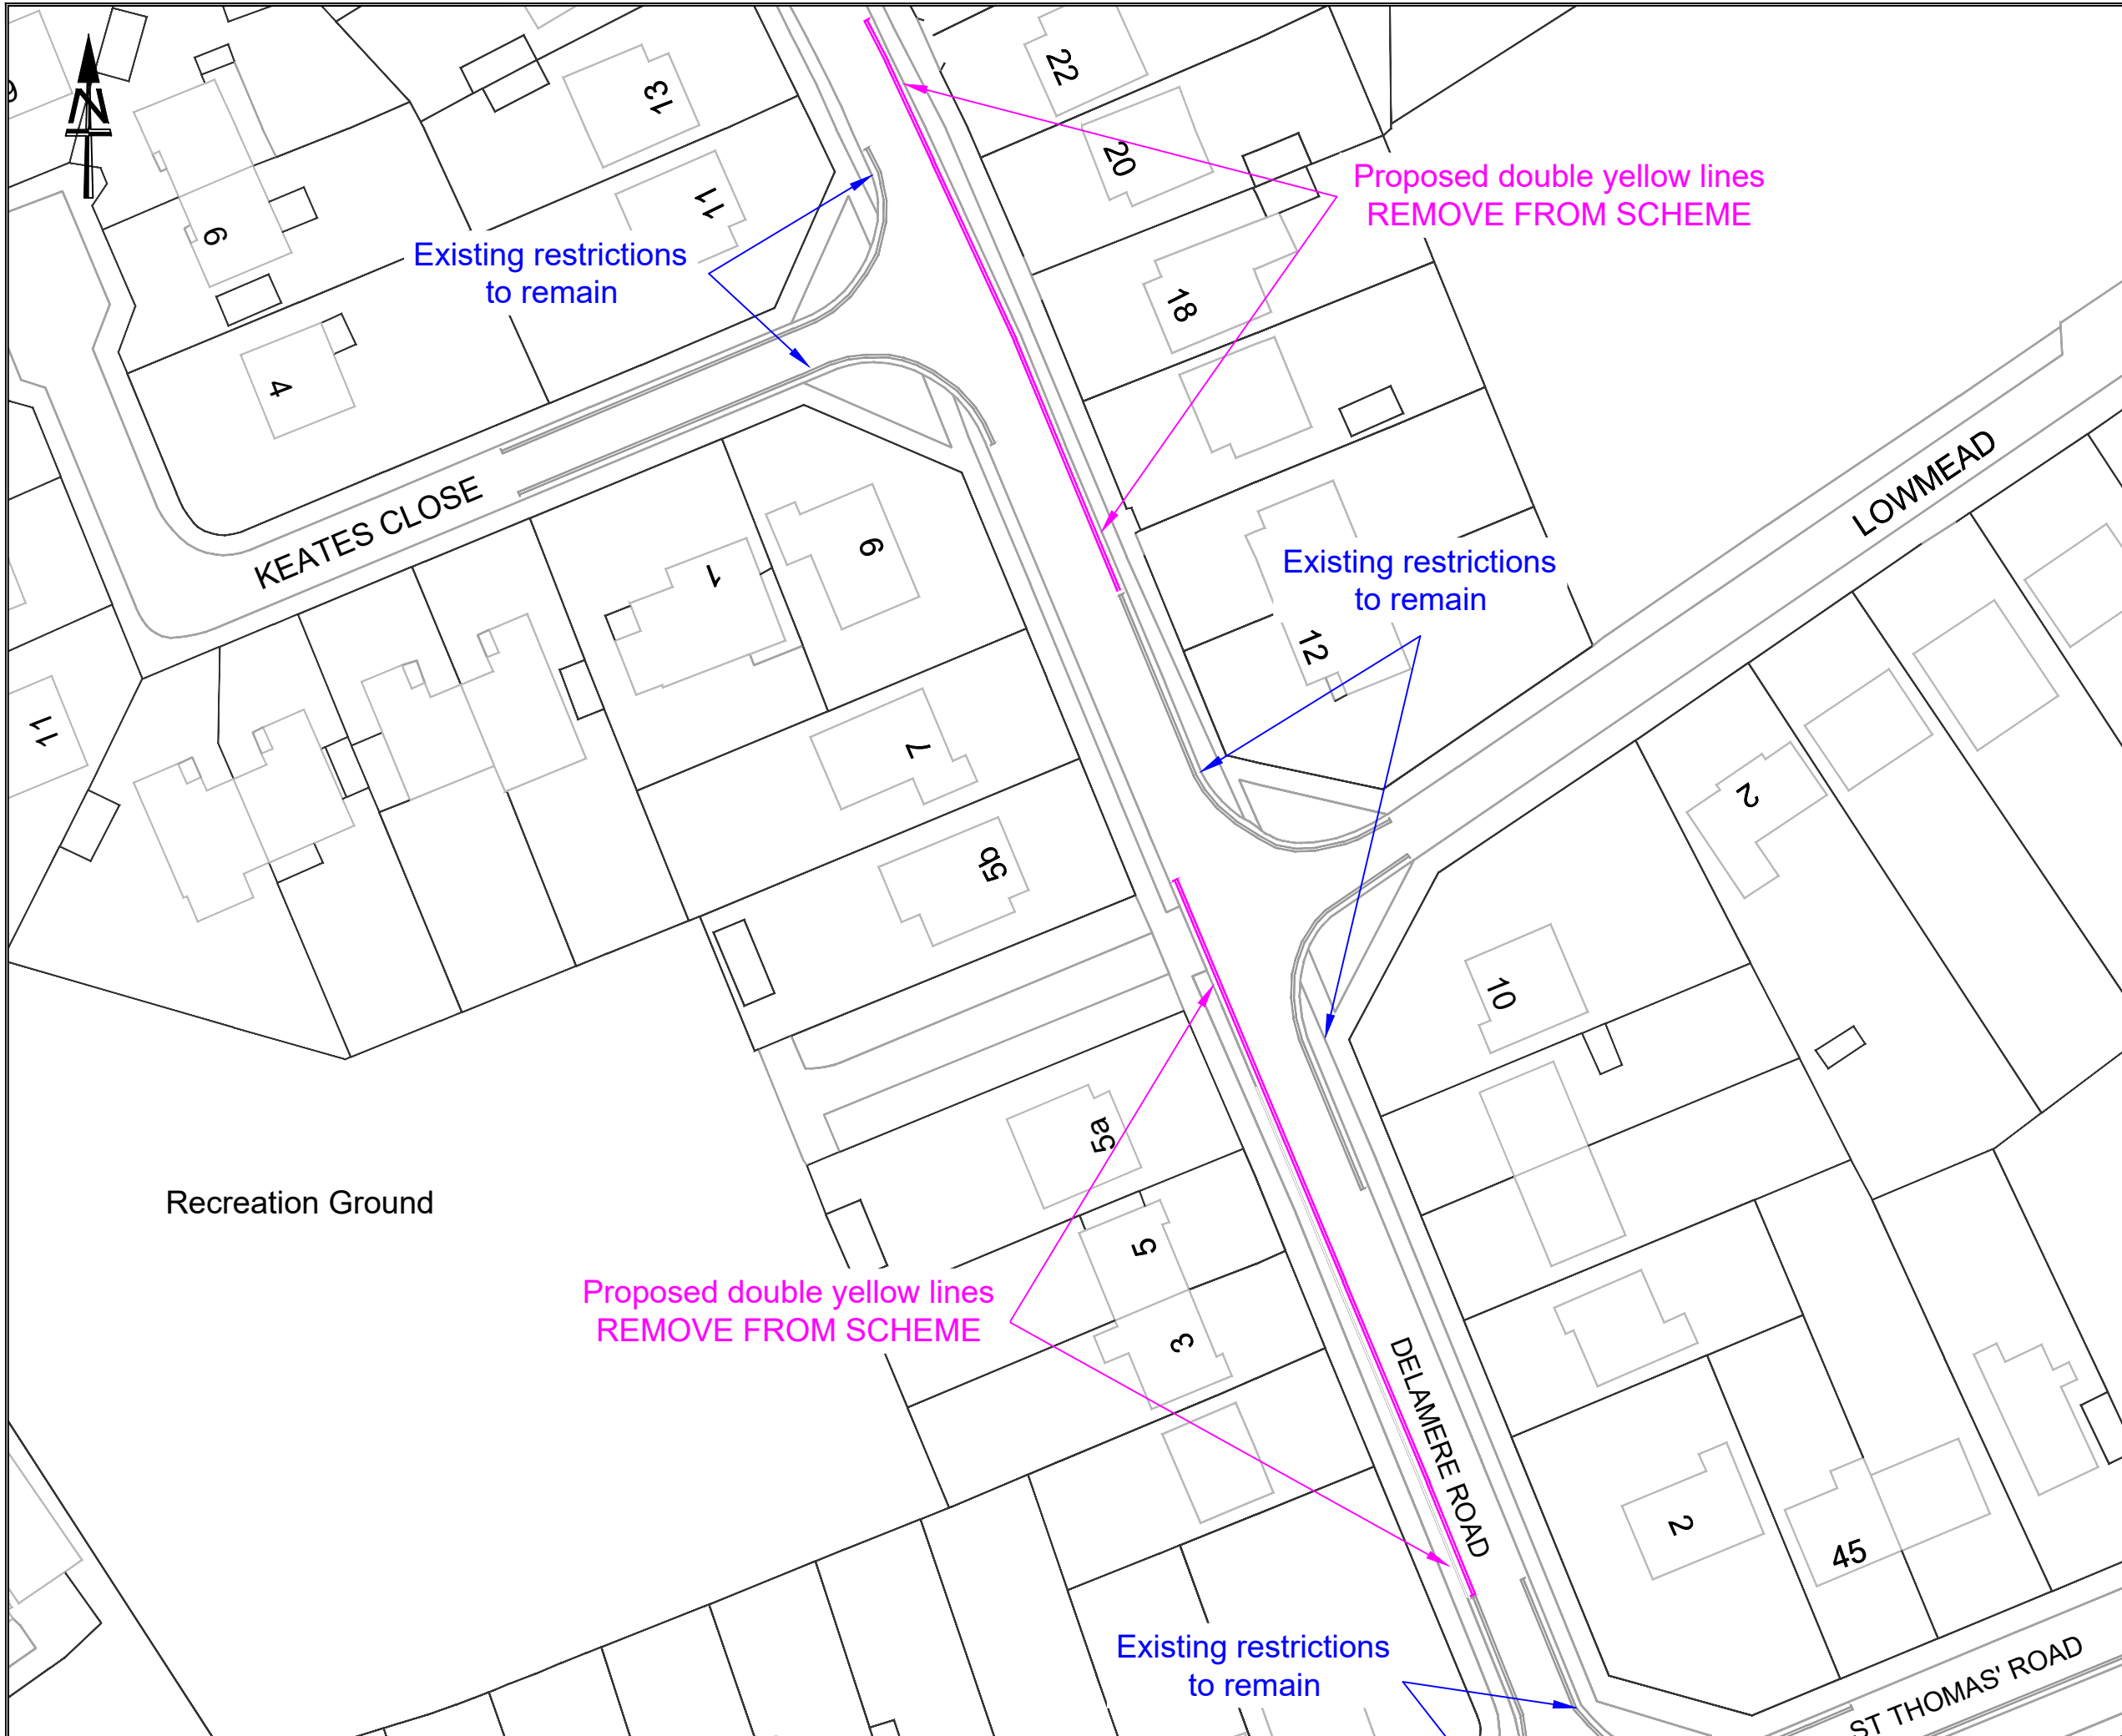 N
22
13
20
Proposed double yellow lines
REMOVE FROM SCHEME
11
6
Existing restrictions
to remain
18
4
LOWMEAD
KEATES CLOSE
9
1
Existing restrictions
to remain
12
11
7
2
5b
10
5a
Recreation Ground
5
Proposed double yellow lines
REMOVE FROM SCHEME
3
DELAMERE ROAD
2
45
Existing restrictions
to remain
ST THOMAS' ROAD